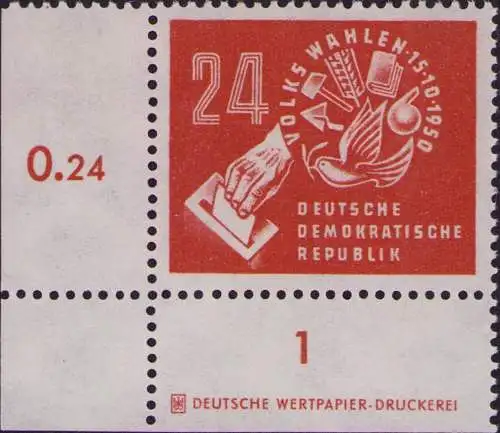 24
VOLKSWAHLEN·15·10·1950
DEUTSCHE
DEMOKRATISCHE
REPUBLIK
0.24
1
DEUTSCHE WERTPAPIER-DRUCKEREI